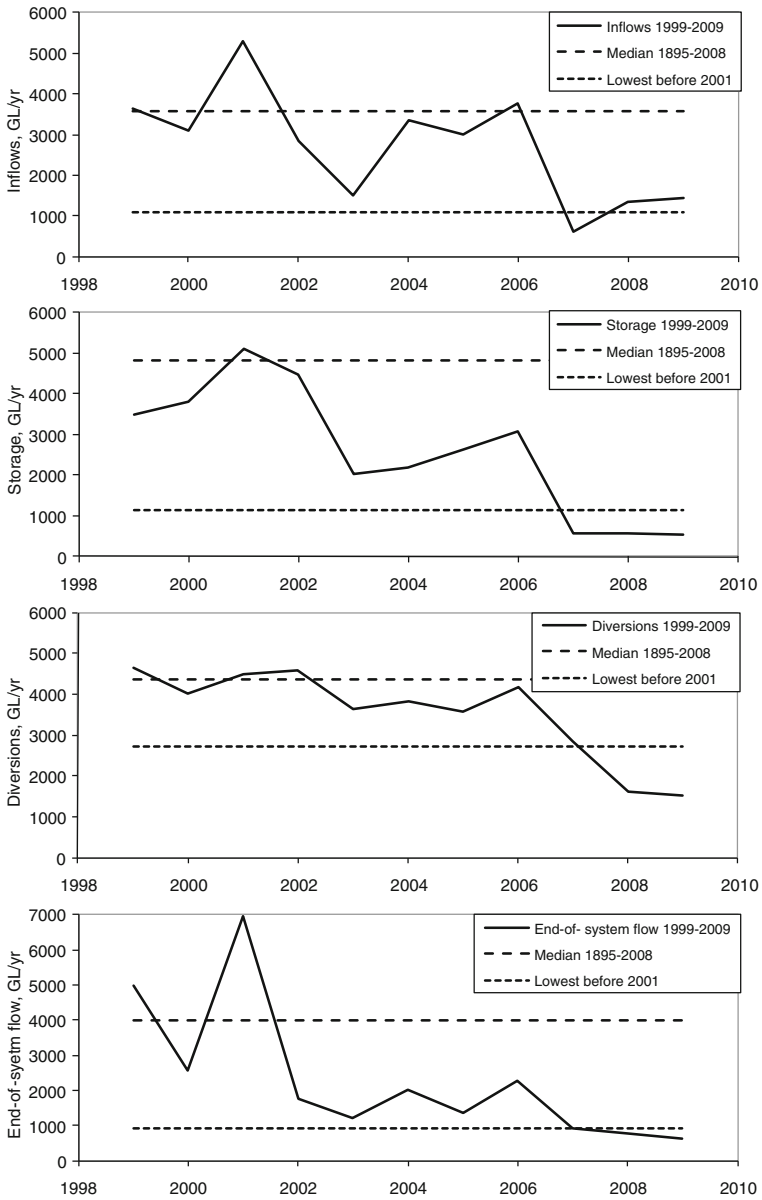 6000
5000
4000
3000
2000
1000
0
Inflows, GL/yr
Inflows 1999-2009
Median 1895-2008
Lowest before 2001
1998 2000 2002 2004 2006 2008 2010
6000
5000
4000
3000
2000
1000
0
Storage, GL/yr
Storage 1999-2009
Median 1895-2008
Lowest before 2001
1998 2000 2002 2004 2006 2008 2010
6000
5000
4000
3000
2000
1000
0
Diversions, GL/yr
Diversions 1999-2009
Median 1895-2008
Lowest before 2001
1998 2000 2002 2004 2006 2008 2010
7000
6000
5000
4000
3000
2000
1000
0
End-of-syetm flow, GL/yr
End-of- system flow 1999-2009
Median 1895-2008
Lowest before 2001
1998 2000 2002 2004 2006 2008 2010